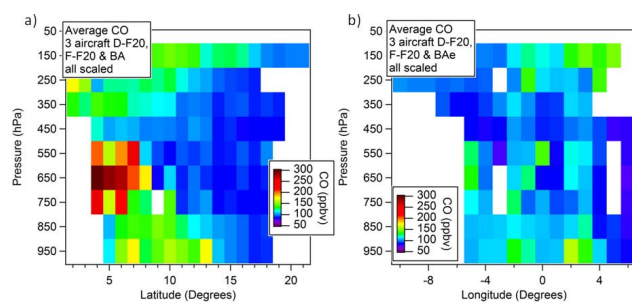 a)
Average CO
3 aircraft D-F20,
F-F20 & BA
all scaled
50
150
250
350
450
550
650
750
850
950
Pressure (hPa)
5
10
15
20
Latitude (Degrees)
300
250
200
150
100
50
CO (ppbv)
b)
Average CO
3 aircraft D-F20,
F-F20 & BAe
all scaled
50
150
250
350
450
550
650
750
850
950
Pressure (hPa)
-8
-4
0
4
Longitude (Degrees)
300
250
200
150
100
50
CO (ppbv)